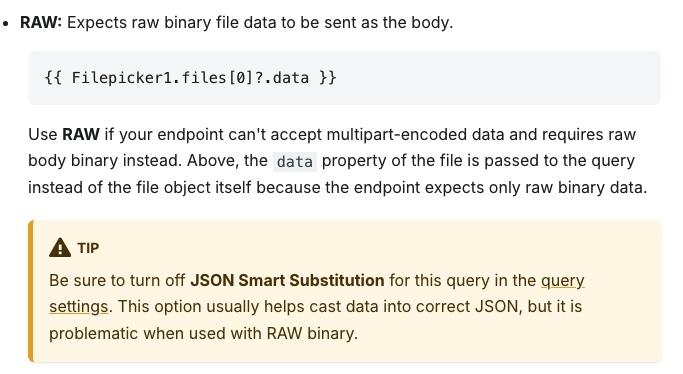 • RAW: Expects raw binary file data to be sent as the body.
{{ Filepicker1.files[0]?.data }}
Use RAW if your endpoint can't accept multipart-encoded data and requires raw
body binary instead. Above, the data property of the file is passed to the query
instead of the file object itself because the endpoint expects only raw binary data.
TIP
Be sure to turn off JSON Smart Substitution for this query in the query
settings. This option usually helps cast data into correct JSON, but it is
problematic when used with RAW binary.